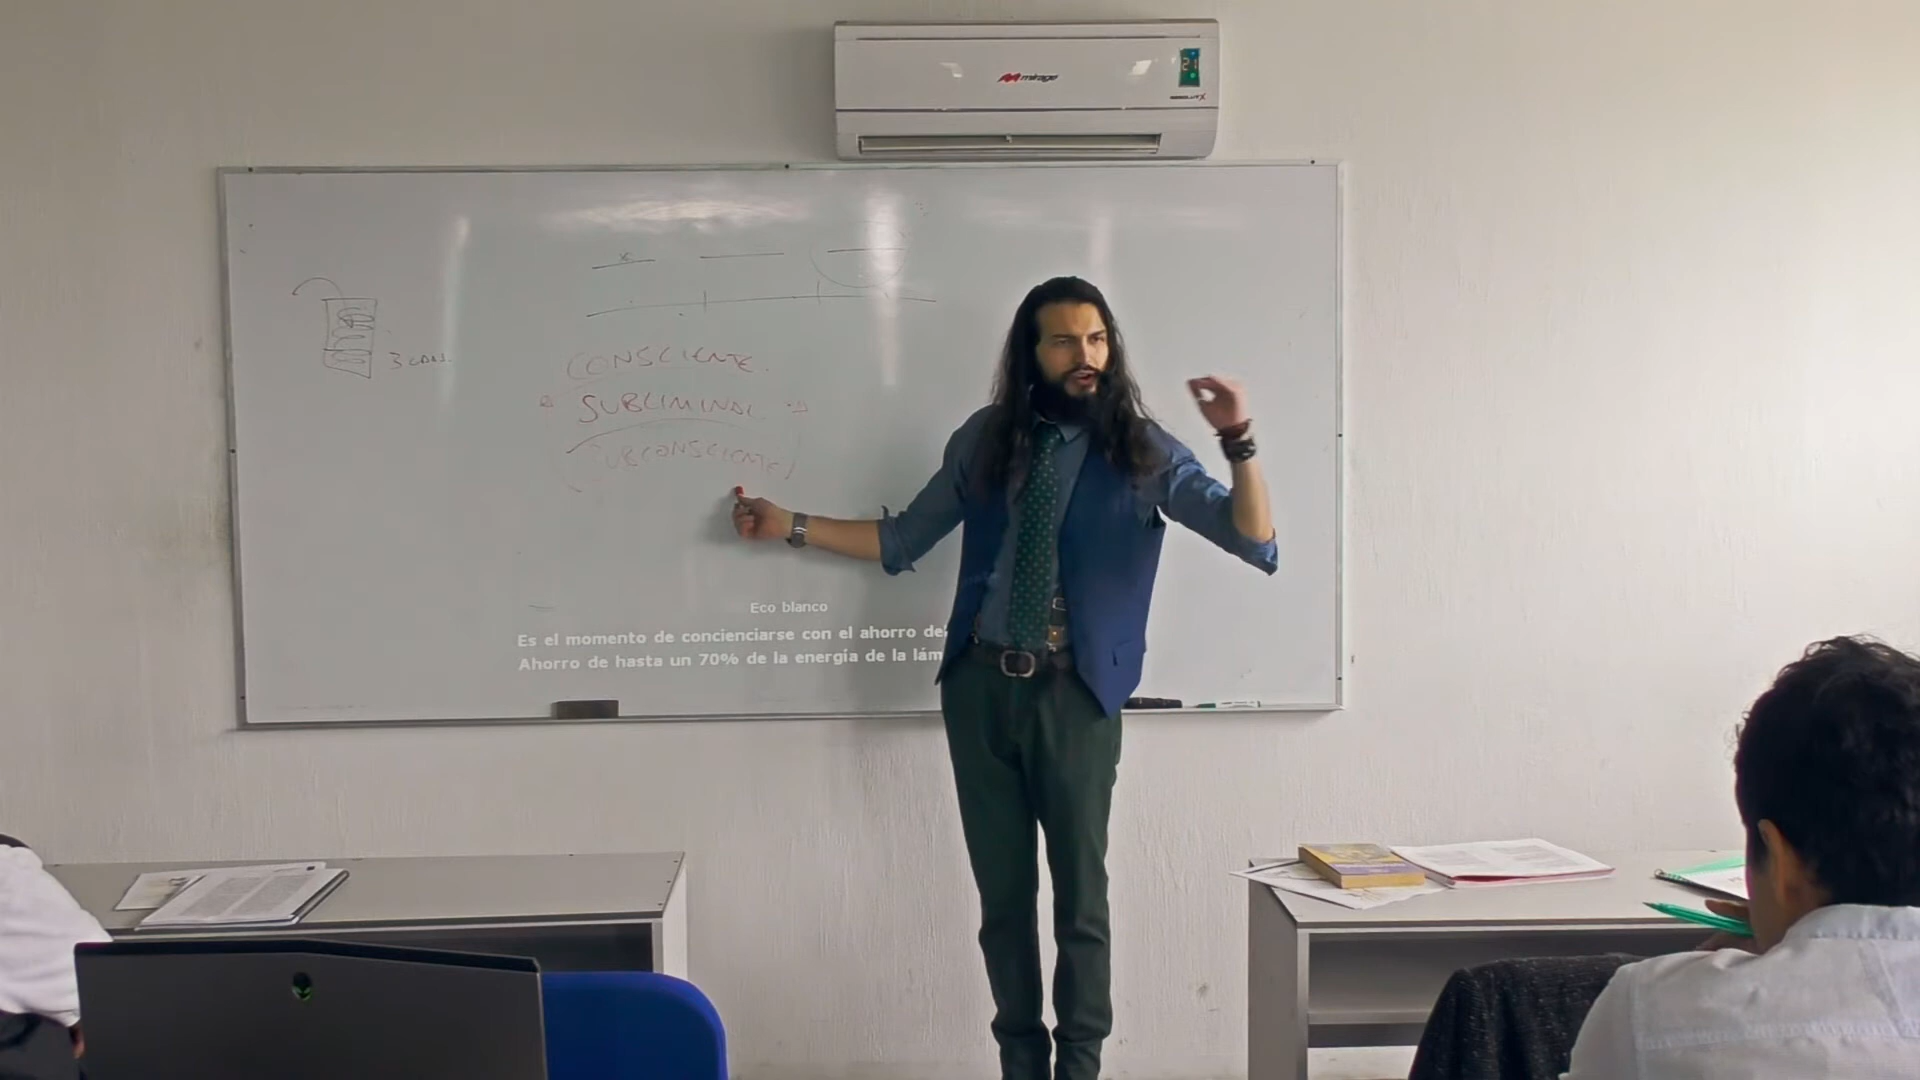 mirage
21
3 CDAS.
CONSCIENTE.
SUBLIMINAL
SUBCONSCIENTE
Eco blanco
Es el momento de concienciarse con el ahorro de
Ahorro de hasta un 70% de la energía de la lám